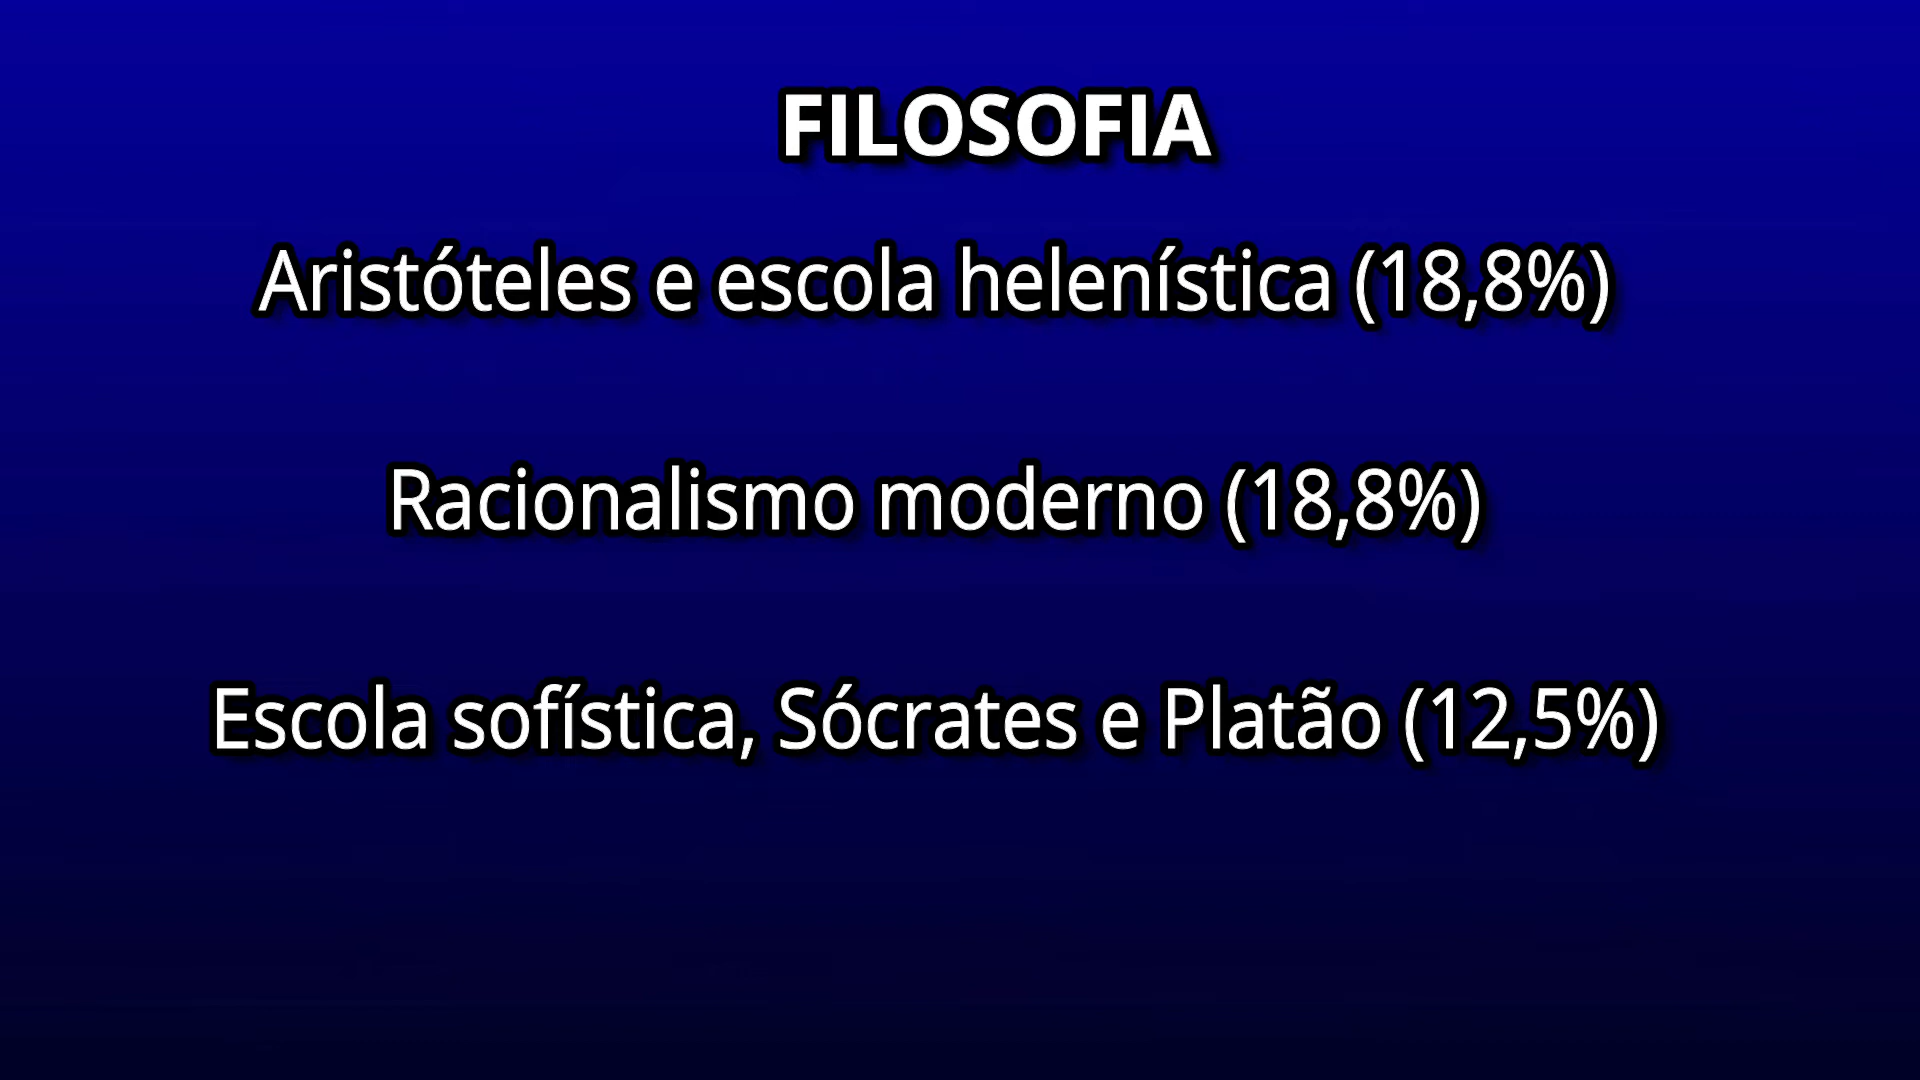 FILOSOFIA
Aristóteles e escola helenística (18,8%)
Racionalismo moderno (18,8%)
Escola sofística, Sócrates e Platão (12,5%)